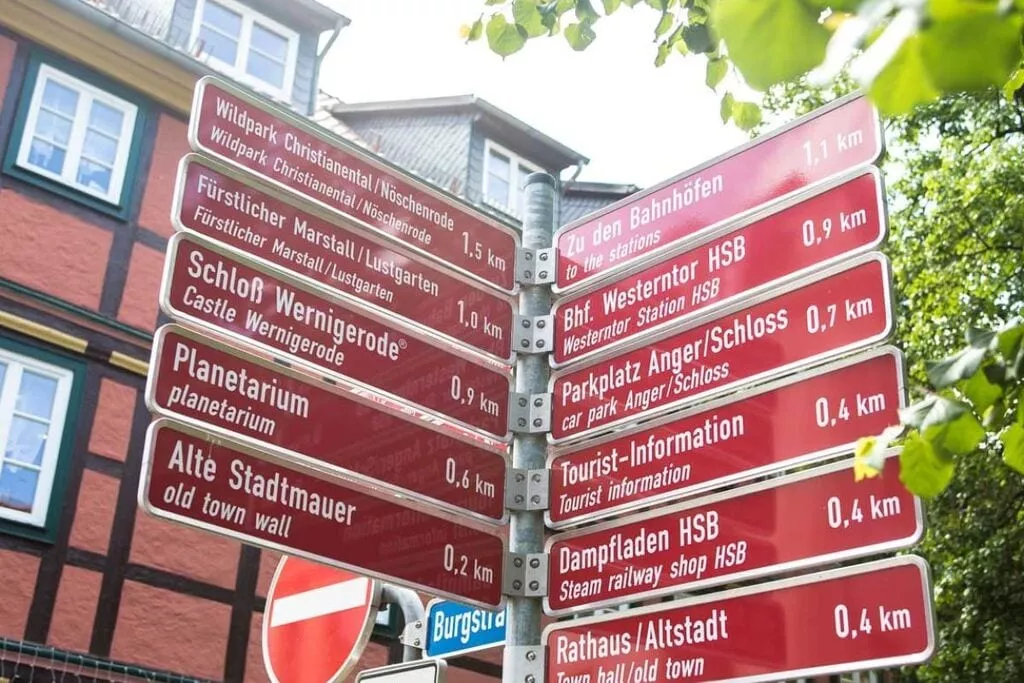 Wildpark Christianental/Nöschenrode
Wildpark Christianental/Nöschenrode
1,5 km
Fürstlicher Marstall/Lustgarten
Fürstlicher Marstall/Lustgarten
1,0 km
Schloß Wernigerode®
Castle Wernigerode
0,9 km
Planetarium
planetarium
0,6 km
Alte Stadtmauer
old town wall
0,2 km
Zu den Bahnhöfen
to the stations
1,1 km
Bhf. Westerntor HSB
Westerntor Station HSB
0,9 km
Parkplatz Anger/Schloss
car park Anger/Schloss
0,7 km
Tourist-Information
Tourist information
0,4 km
Dampfladen HSB
Steam railway shop HSB
0,4 km
Rathaus/Altstadt
Town hall/old town
0,4 km
Burgstra